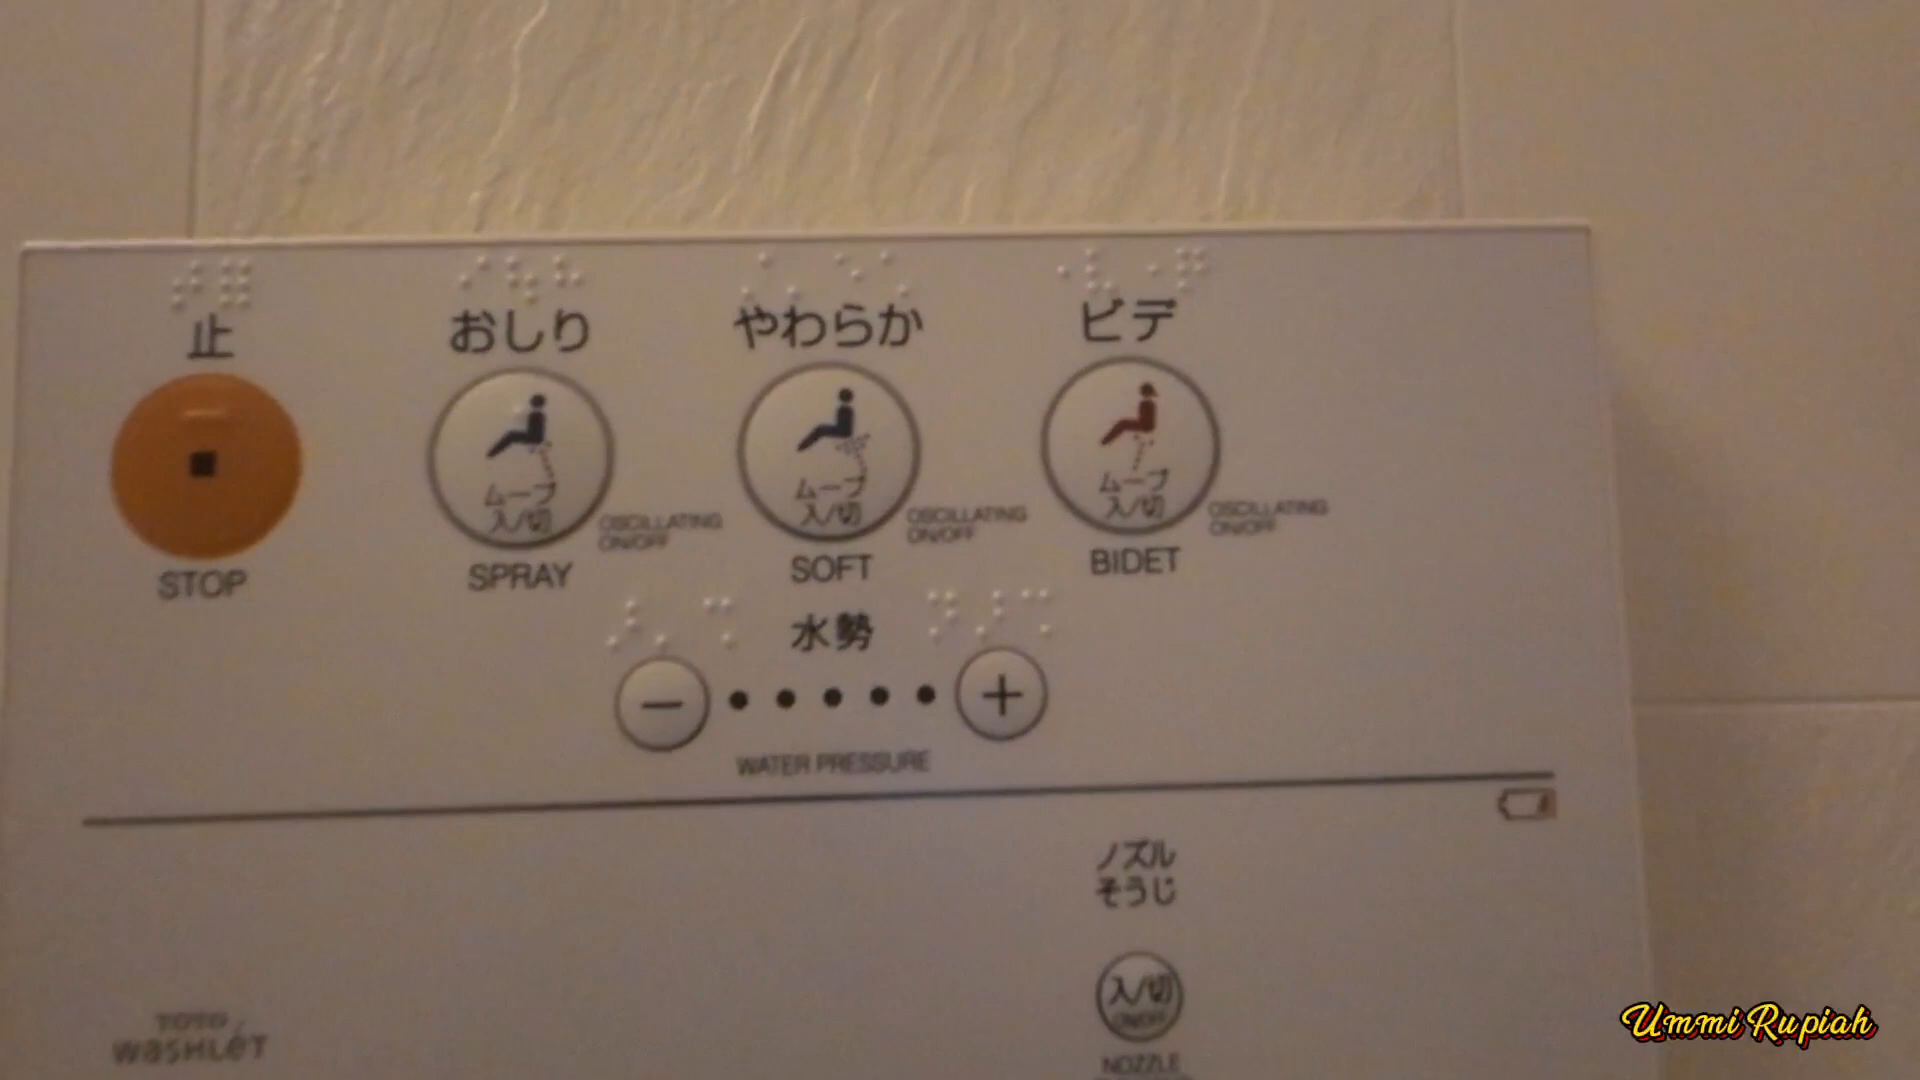 止
おしり
やわらか
ビデ
ムーブ
入/切
OSCILLATING
ON/OFF
ムーブ
入/切
OSCILLATING
ON/OFF
ムーブ
入/切
OSCILLATING
ON/OFF
STOP
SPRAY
SOFT
BIDET
水勢
WATER PRESSURE
ノズル
そうじ
入/切
ON/OFF
NOZZLE
TOTO
WASHLET
Ummi Rupiah